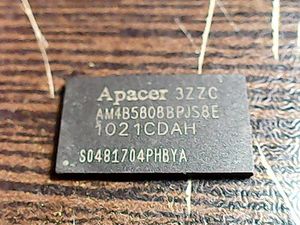 Apacer 3ZZC
AM4B5808BPJS8E
1021CDAH
S0481704PHBYA